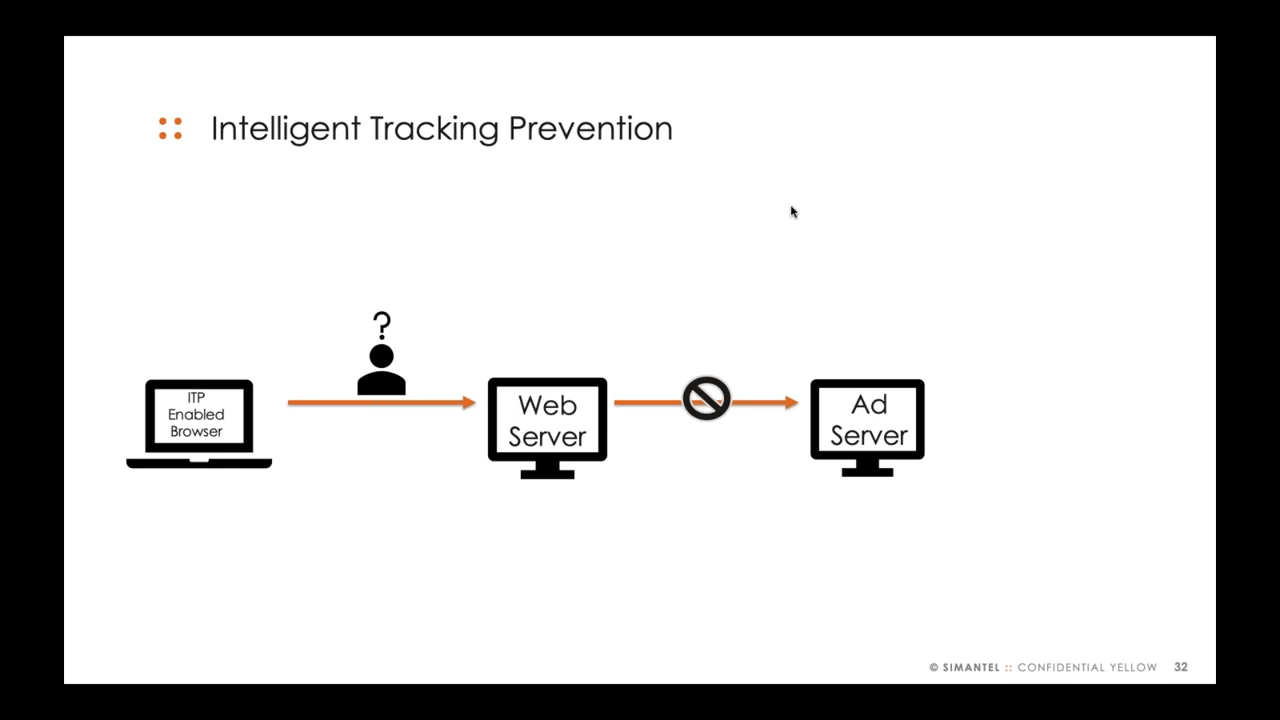 Intelligent Tracking Prevention
?
ITP
Enabled
Browser
Web
Server
Ad
Server
© SIMANTEL :: CONFIDENTIAL YELLOW 32